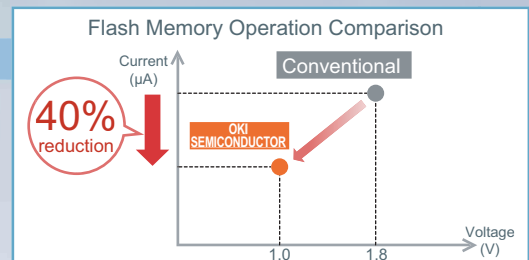 Flash Memory Operation Comparison
Current
(µA)
Conventional
40%
reduction
OKI
SEMICONDUCTOR
Voltage
(V)
1.0
1.8